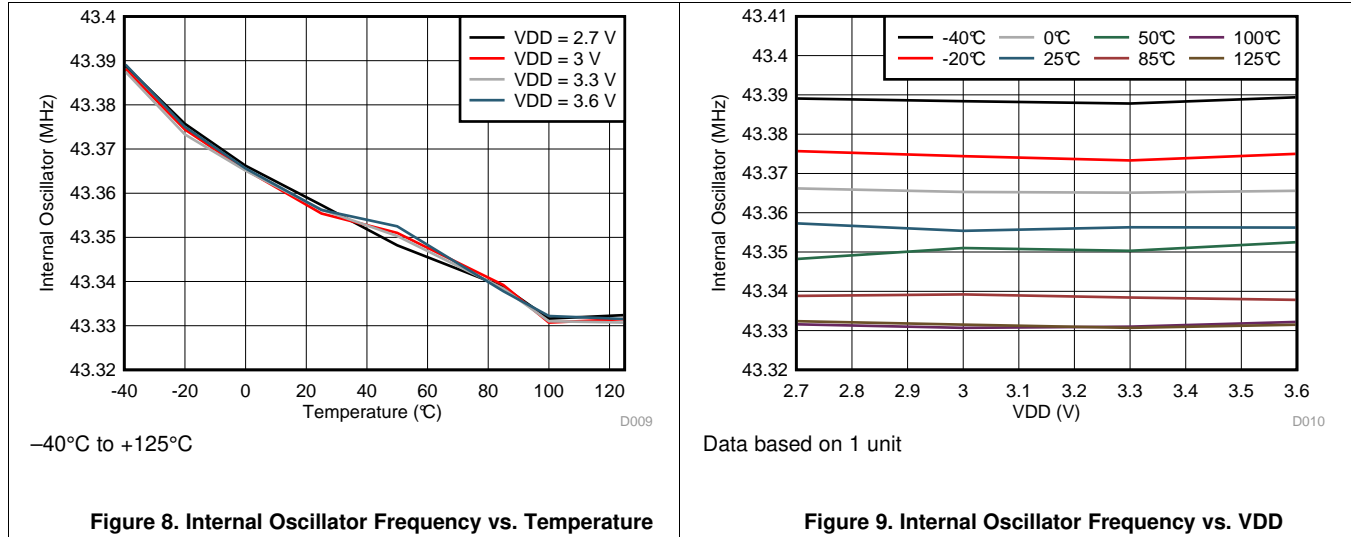 43.4
43.39
43.38
43.37
43.36
43.35
43.34
43.33
43.32
Internal Oscillator (MHz)
VDD = 2.7 V
VDD = 3 V
VDD = 3.3 V
VDD = 3.6 V
-40 -20 0 20 40 60 80 100 120
Temperature (°C)
D009
–40°C to +125°C
Figure 8. Internal Oscillator Frequency vs. Temperature
43.41
43.4
43.39
43.38
43.37
43.36
43.35
43.34
43.33
43.32
Internal Oscillator (MHz)
-40°C 0°C 50°C 100°C
-20°C 25°C 85°C 125°C
2.7 2.8 2.9 3 3.1 3.2 3.3 3.4 3.5 3.6
VDD (V)
D010
Data based on 1 unit
Figure 9. Internal Oscillator Frequency vs. VDD